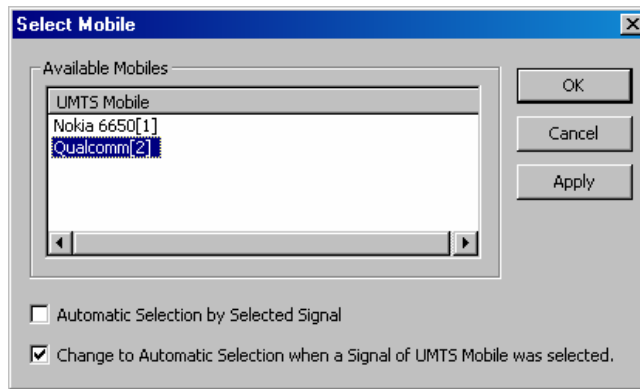 Select Mobile
Available Mobiles
UMTS Mobile
Nokia 6650[1]
Qualcomm[2]
OK
Cancel
Apply
Automatic Selection by Selected Signal
Change to Automatic Selection when a Signal of UMTS Mobile was selected.